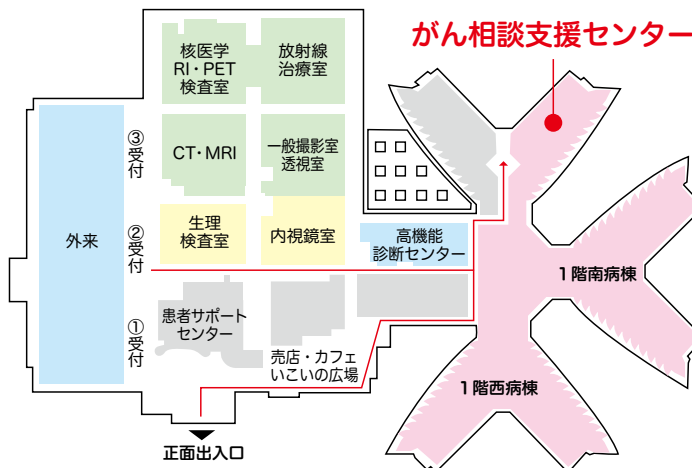 がん相談支援センター
核医学
RI・PET
検査室
放射線
治療室
③受付
CT・MRI
一般撮影室
透視室
外来
②受付
生理
検査室
内視鏡室
高機能
診断センター
1階南病棟
①受付
患者サポート
センター
売店・カフェ
いこいの広場
1階西病棟
正面出入口